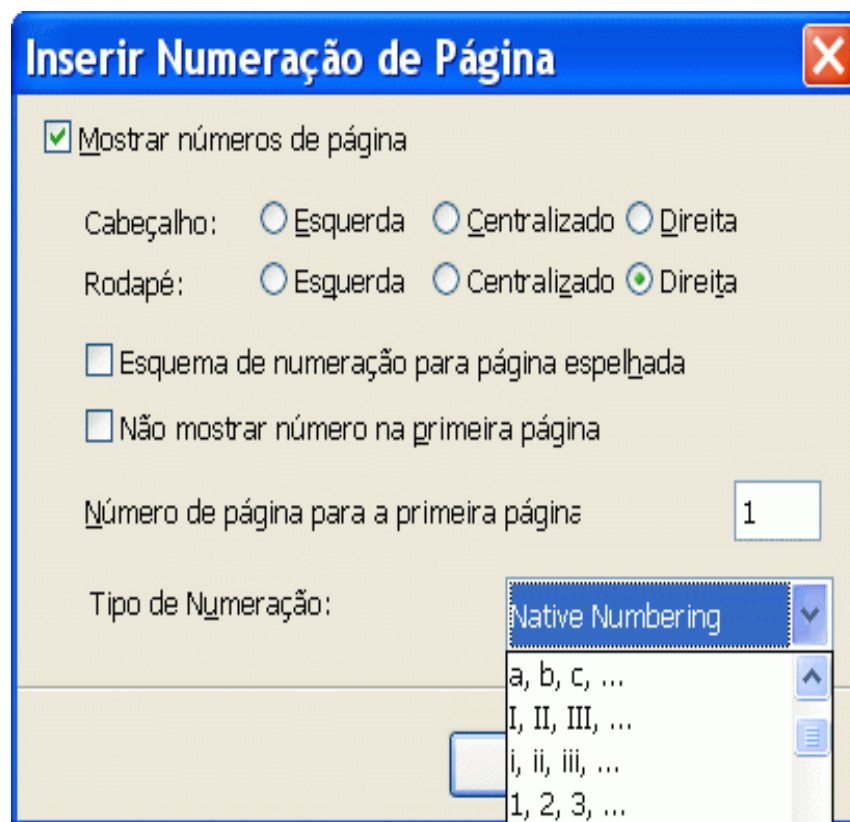 Inserir Numeração de Página
Mostrar números de página
Cabeçalho: Esquerda Centralizado Direita
Rodapé: Esquerda Centralizado Direita
Esquema de numeração para página espelhada
Não mostrar número na primeira página
Número de página para a primeira página 1
Tipo de Numeração: Native Numbering
a, b, c, ...
I, II, III, ...
i, ii, iii, ...
1, 2, 3, ...